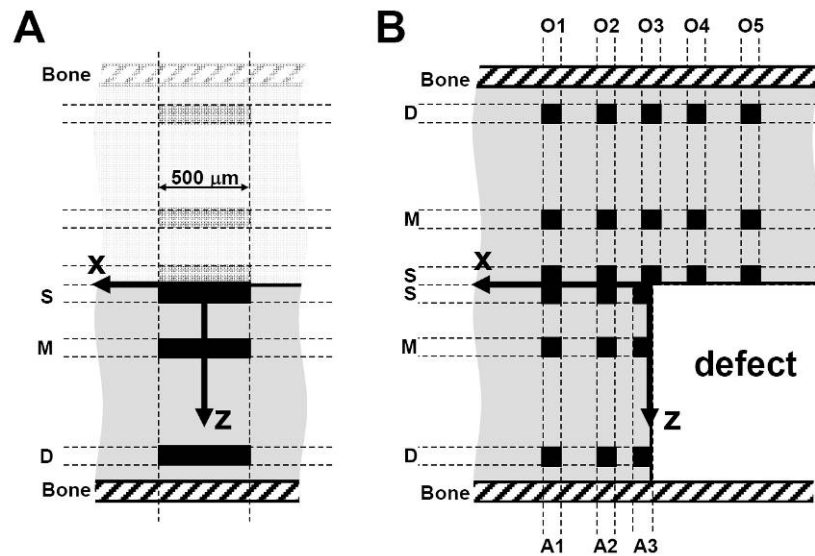 A
Bone
500 μm
X
S
M
Z
D
Bone
B
O1 O2 O3 O4 O5
Bone
D
M
S
X
S
M
defect
Z
D
Bone
A1 A2 A3